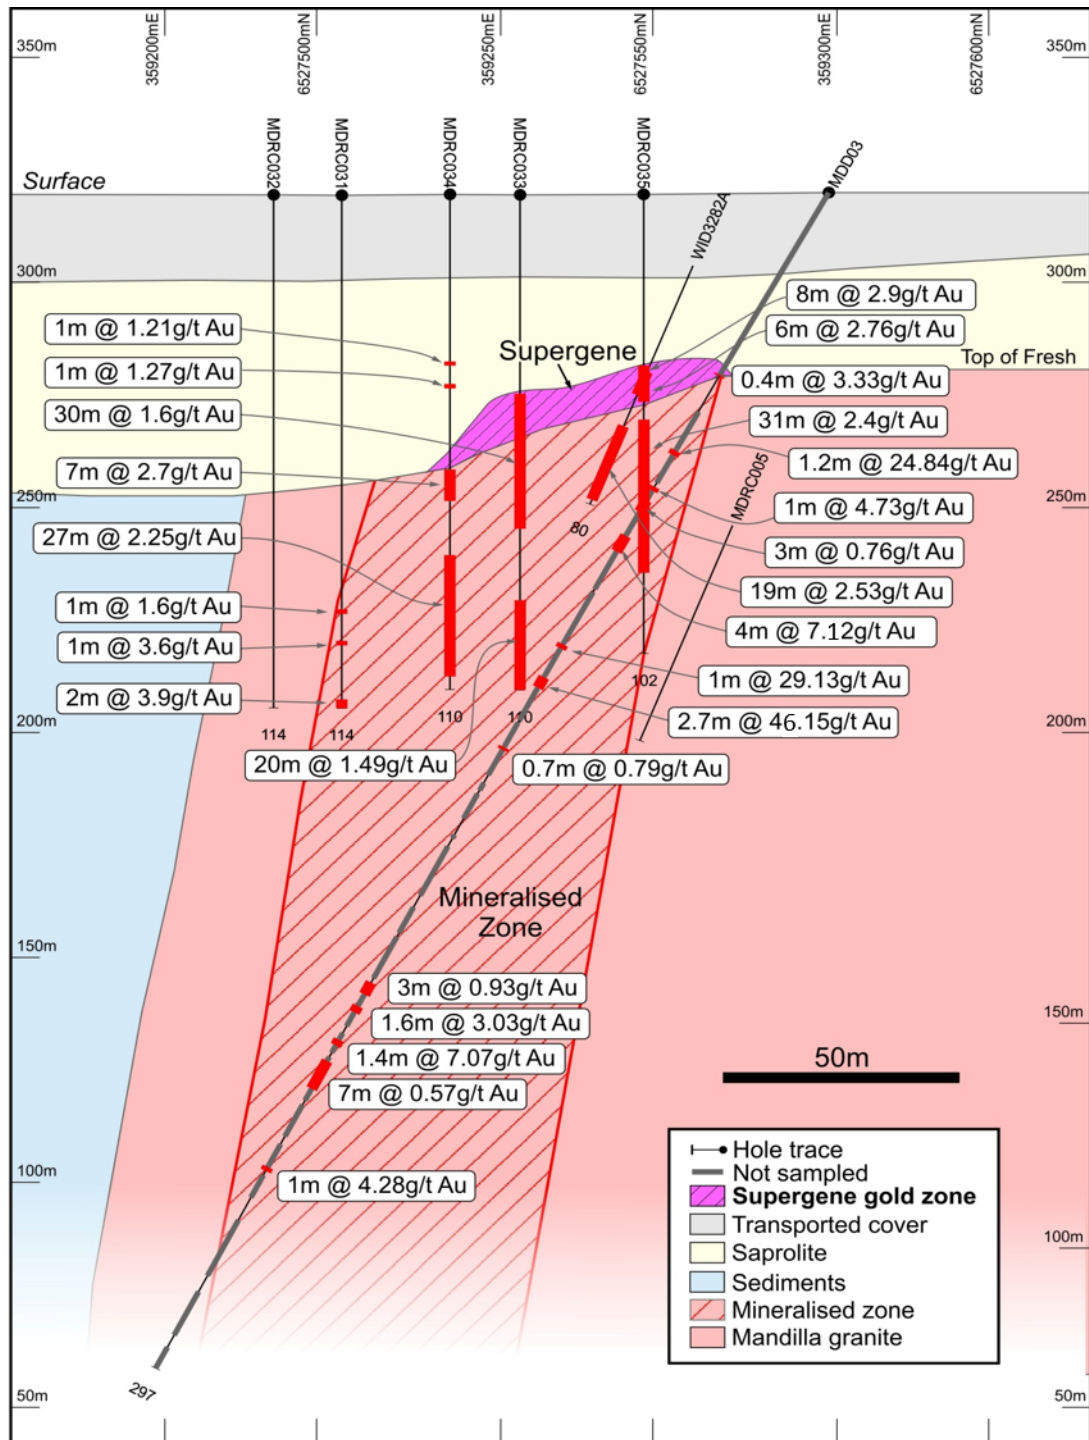 359200mE
6527500mN
359250mE
6527550mN
359300mE
6527600mN
350m
350m
MDRC032
MDRC031
MDRC034
MDRC033
MDRC035
MDD03
Surface
WID3282A
300m
300m
8m @ 2.9g/t Au
1m @ 1.21g/t Au
6m @ 2.76g/t Au
Supergene
Top of Fresh
1m @ 1.27g/t Au
0.4m @ 3.33g/t Au
30m @ 1.6g/t Au
31m @ 2.4g/t Au
7m @ 2.7g/t Au
1.2m @ 24.84g/t Au
250m
250m
MDRC005
1m @ 4.73g/t Au
80
27m @ 2.25g/t Au
3m @ 0.76g/t Au
19m @ 2.53g/t Au
1m @ 1.6g/t Au
4m @ 7.12g/t Au
1m @ 3.6g/t Au
102
1m @ 29.13g/t Au
2m @ 3.9g/t Au
110
110
2.7m @ 46.15g/t Au
200m
200m
114
114
20m @ 1.49g/t Au
0.7m @ 0.79g/t Au
Mineralised
Zone
150m
3m @ 0.93g/t Au
150m
1.6m @ 3.03g/t Au
1.4m @ 7.07g/t Au
50m
7m @ 0.57g/t Au
100m
1m @ 4.28g/t Au
Hole trace
Not sampled
Supergene gold zone
Transported cover
100m
Saprolite
Sediments
Mineralised zone
Mandilla granite
297
50m
50m